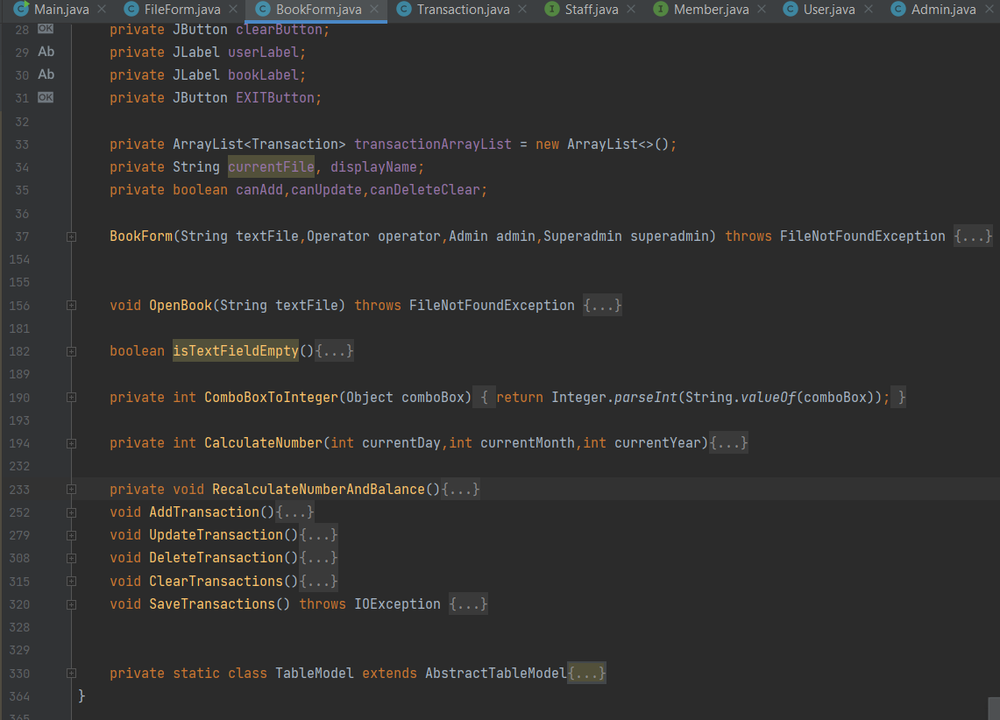 Main.java FileForm.java BookForm.java Transaction.java Staff.java Member.java User.java Admin.java
28 OK private JButton clearButton;
29 Ab private JLabel userLabel;
30 Ab private JLabel bookLabel;
31 OK private JButton EXITButton;
32
33 private ArrayList<Transaction> transactionArrayList = new ArrayList<>();
34 private String currentFile, displayName;
35 private boolean canAdd,canUpdate,canDeleteClear;
36
37 BookForm(String textFile,Operator operator,Admin admin,Superadmin superadmin) throws FileNotFoundException {...}
154
155
156 void OpenBook(String textFile) throws FileNotFoundException {...}
181
182 boolean isTextFieldEmpty(){...}
189
190 private int ComboBoxToInteger(Object comboBox) { return Integer.parseInt(String.valueOf(comboBox)); }
193
194 private int CalculateNumber(int currentDay,int currentMonth,int currentYear){...}
232
233 private void RecalculateNumberAndBalance(){...}
252 void AddTransaction(){...}
279 void UpdateTransaction(){...}
308 void DeleteTransaction(){...}
315 void ClearTransactions(){...}
320 void SaveTransactions() throws IOException {...}
328
329
330 private static class TableModel extends AbstractTableModel{...}
364 }
365